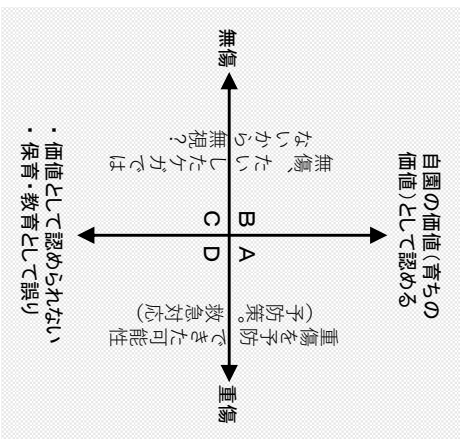 自園の価値(育ちの
価値)として認める
無傷
重傷
B
A
C
D
無傷、たいしたケガでは
ないから無視?
重傷を予防できた可能性
(予防策。救急対応)
・価値として認められない
・保育・教育として誤り